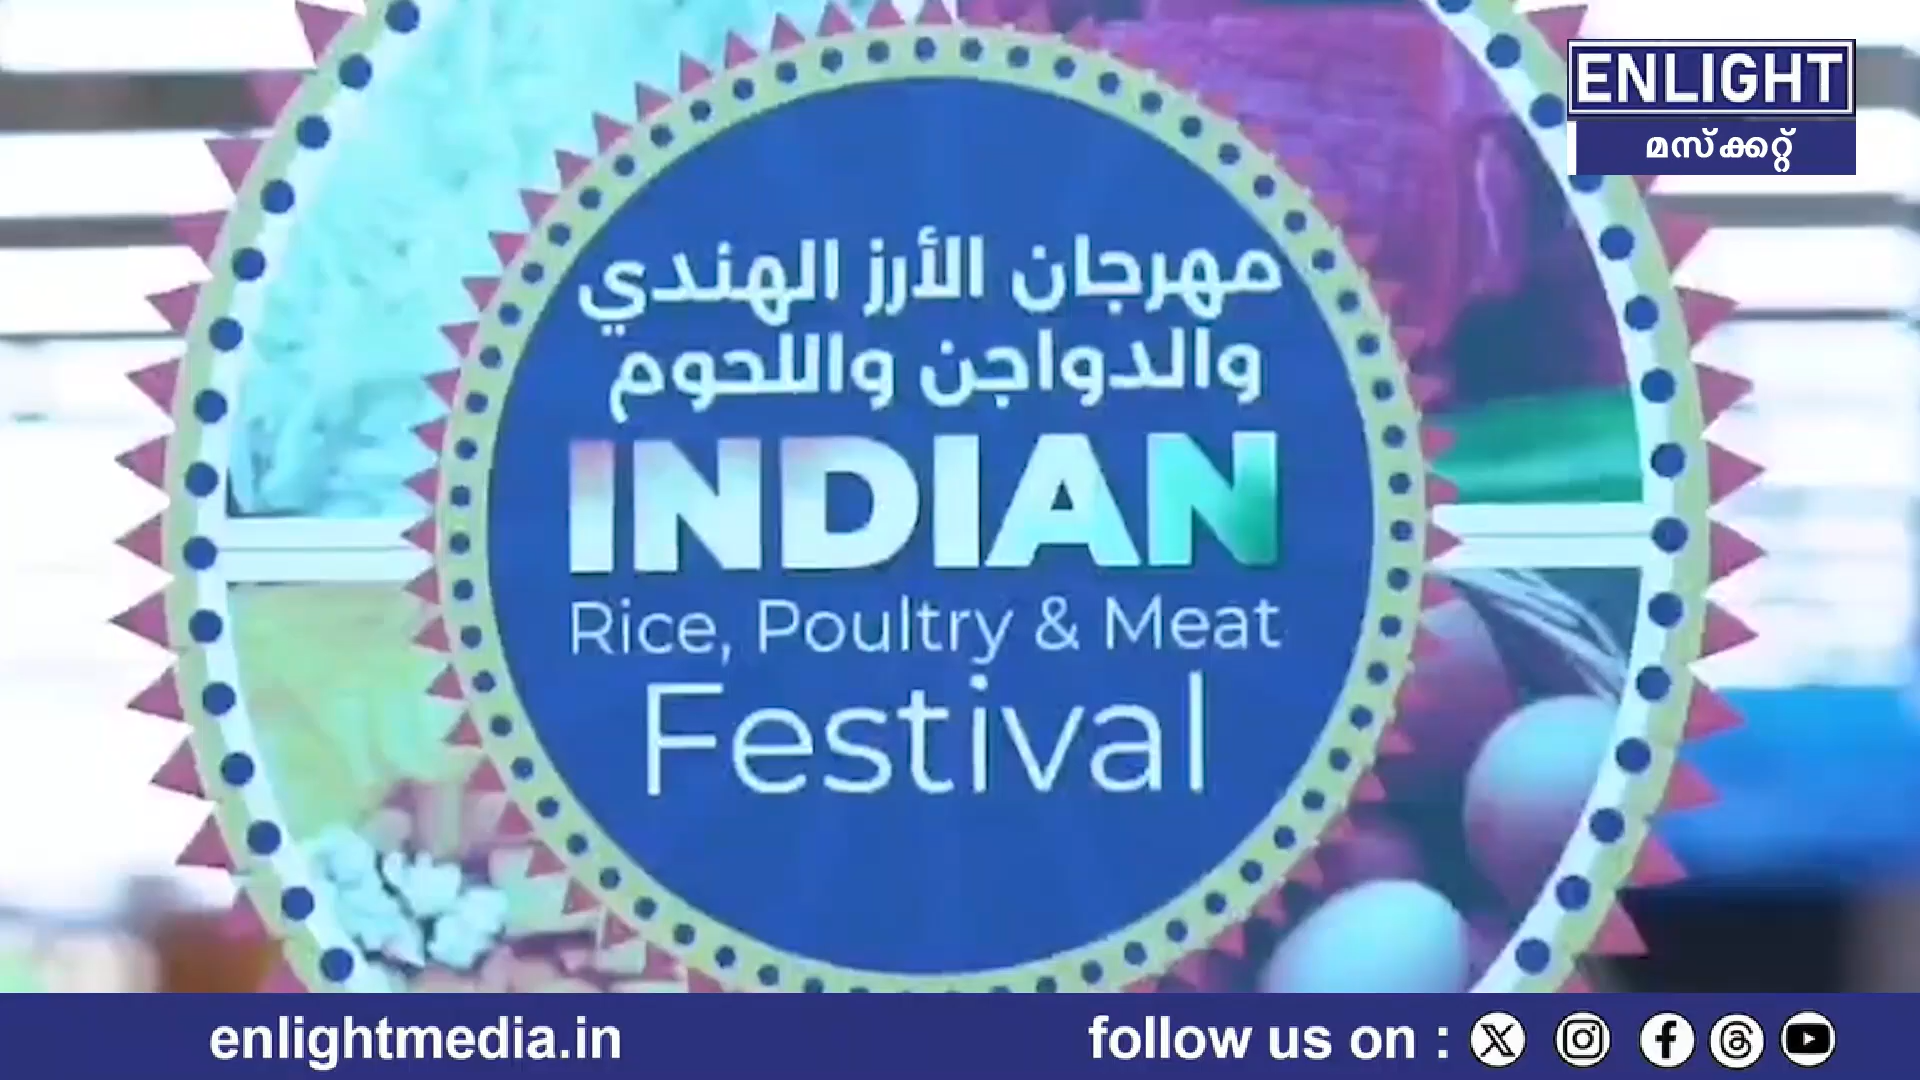 ENLIGHT
മസ്ക്കറ്റ്
مهرجان الأرز الهندي
والدواجن واللحوم
INDIAN
Rice, Poultry & Meat
Festival
enlightmedia.in
follow us on :